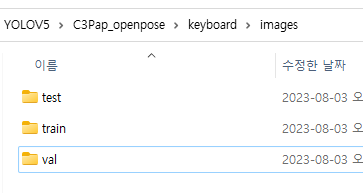 YOLOV5 > C3Pap_openpose > keyboard > images
이름 수정한 날짜
test 2023-08-03 오
train 2023-08-03 오
val 2023-08-03 오